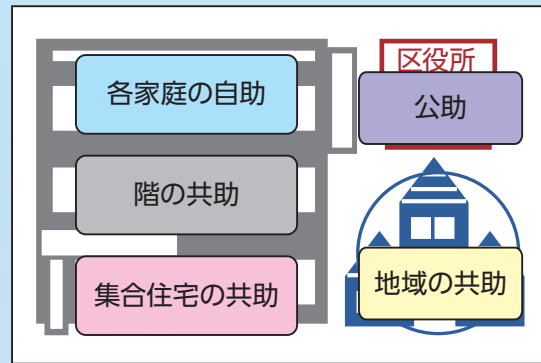 各家庭の自助
階の共助
集合住宅の共助
区役所
公助
地域の共助